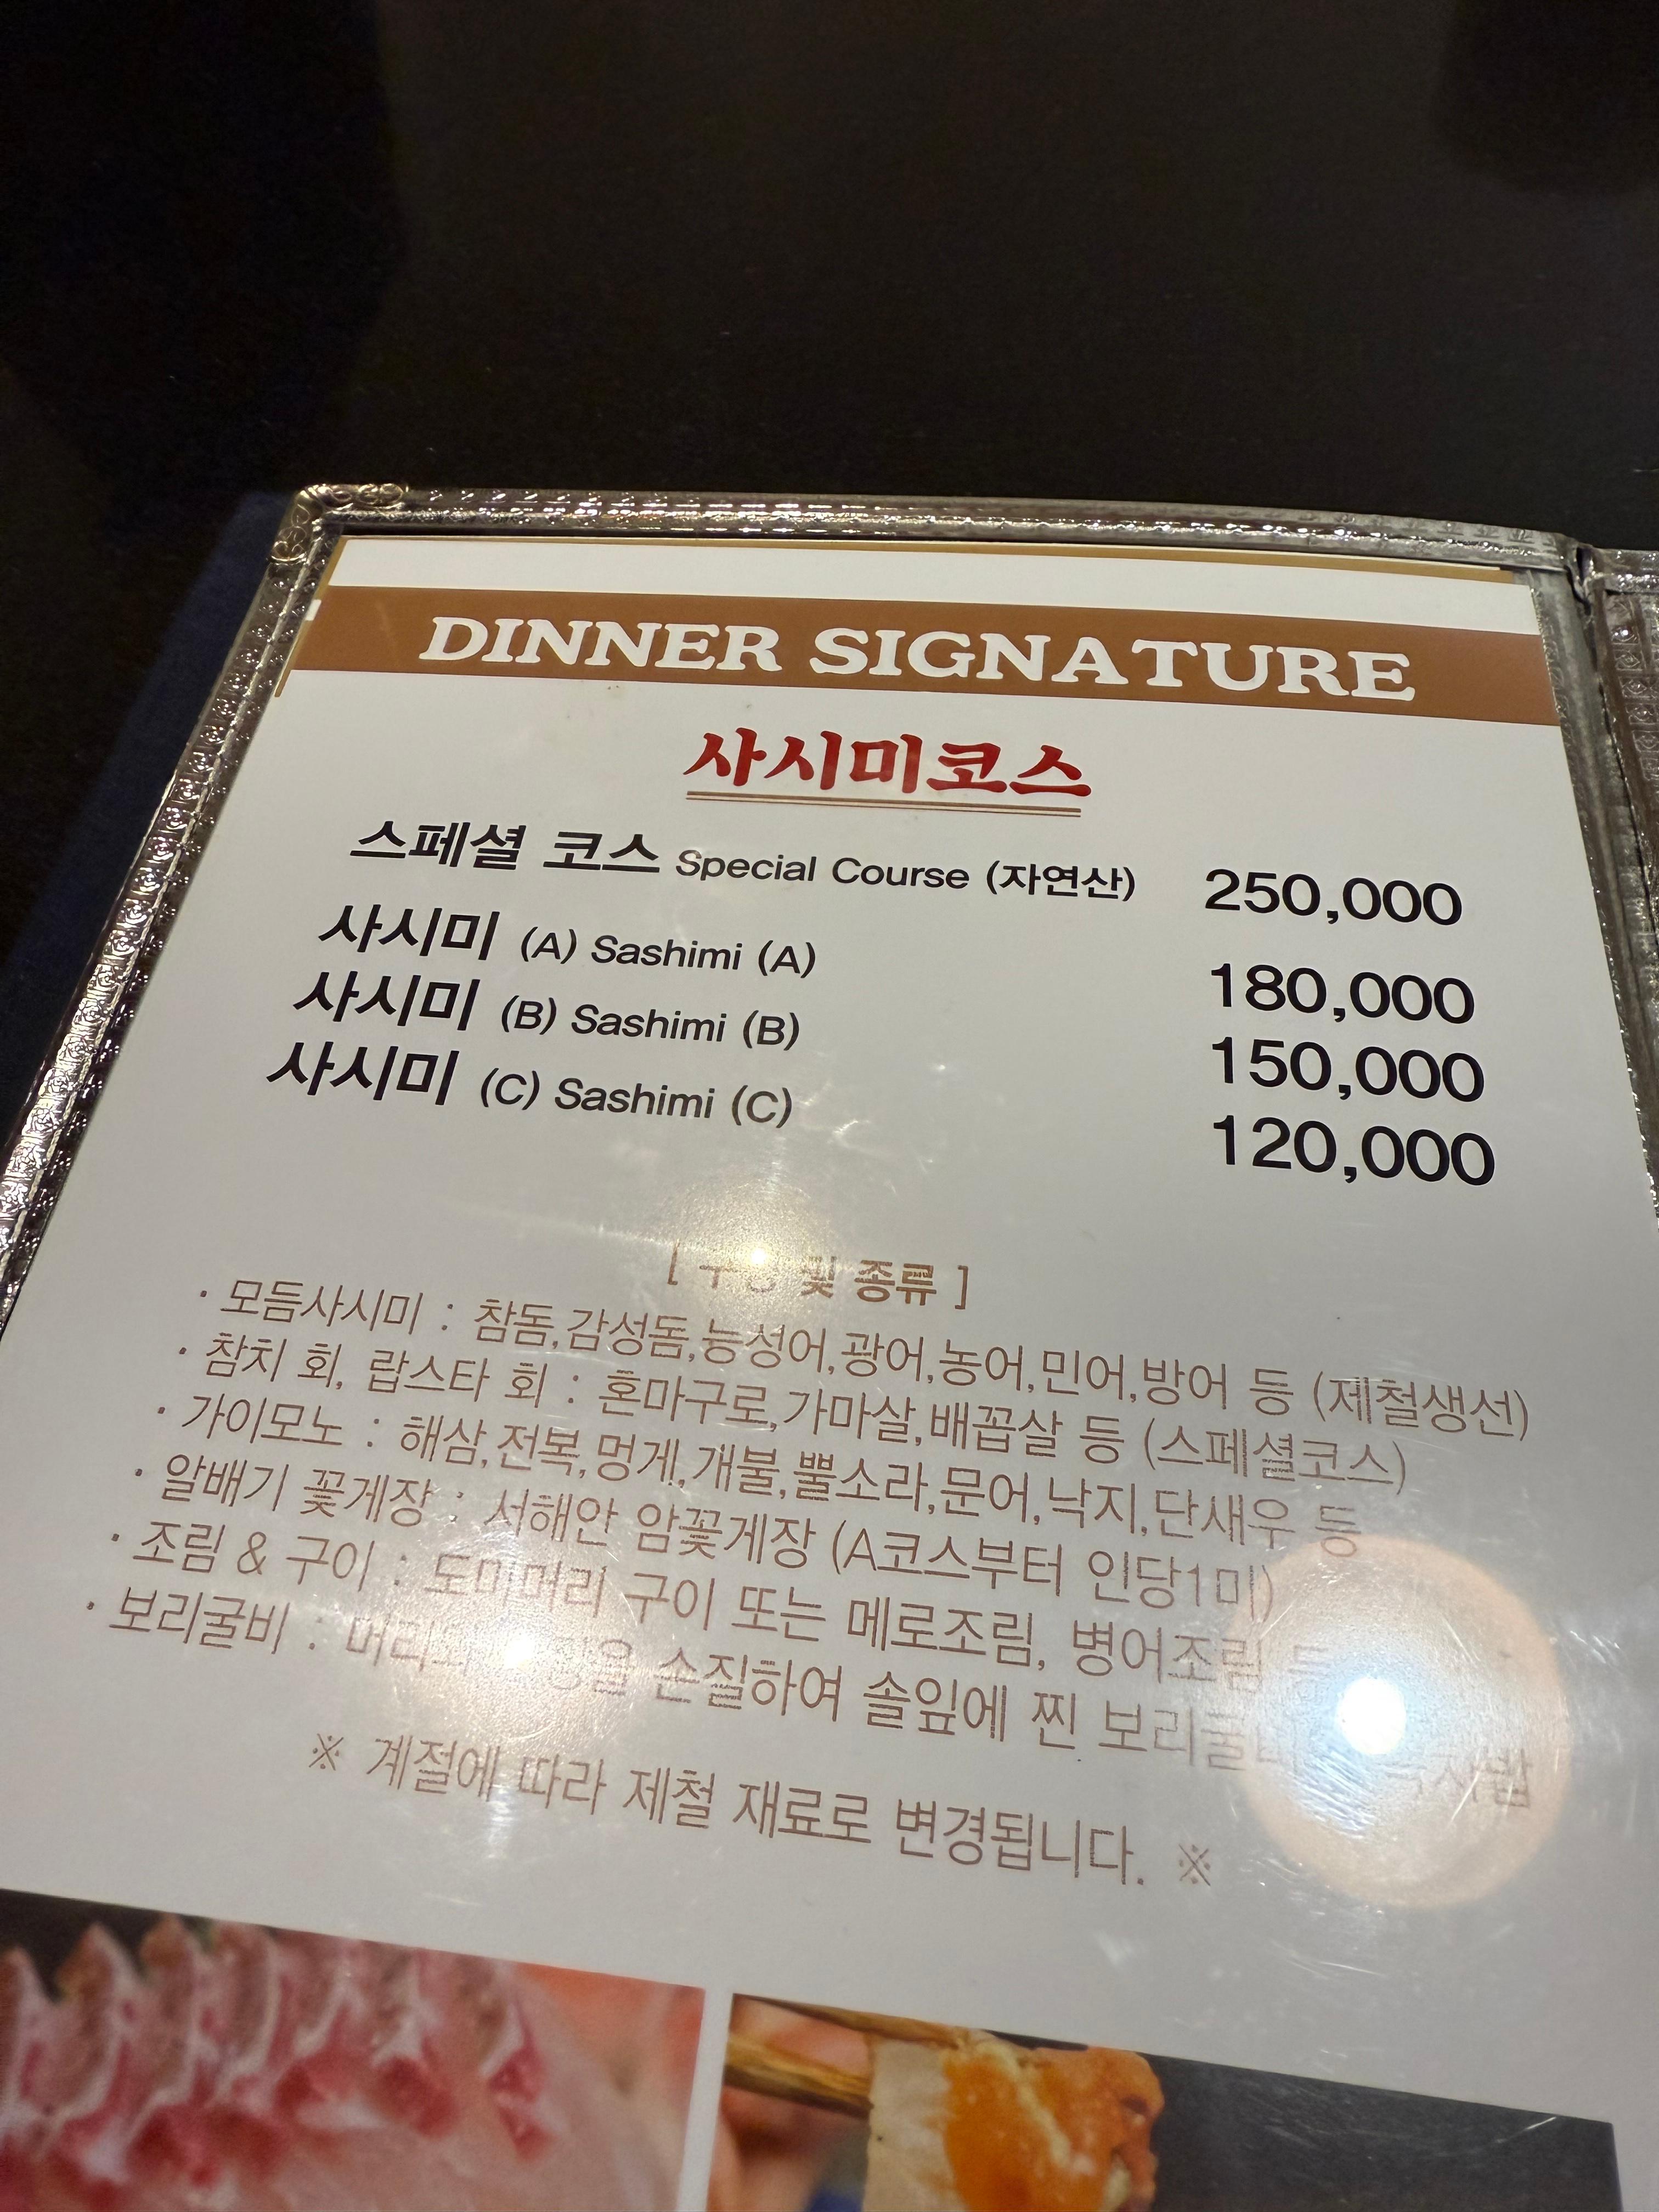 DINNER SIGNATURE
사시미코스
스페셜 코스 Special Course (자연산) 250,000
사시미 (A) Sashimi (A) 180,000
사시미 (B) Sashimi (B) 150,000
사시미 (C) Sashimi (C) 120,000
[ 및 종류 ]
· 모듬사시미 : 참돔,감성돔,능성어,광어,농어,민어,방어 등 (제철생선)
· 참치 회, 랍스타 회 : 혼마구로,가마살,배꼽살 등 (스페셜코스)
· 가이모노 : 해삼,전복,멍게,개불,뿔소라,문어,낙지,단새우 등
· 알배기 꽃게장 : 서해안 암꽃게장 (A코스부터 인당1미)
· 조림 & 구이 : 도미머리 구이 또는 메로조림, 병어조림 등
· 보리굴비 : 손질하여 솔잎에 찐 보리굴비
※ 계절에 따라 제철 재료로 변경됩니다. ※